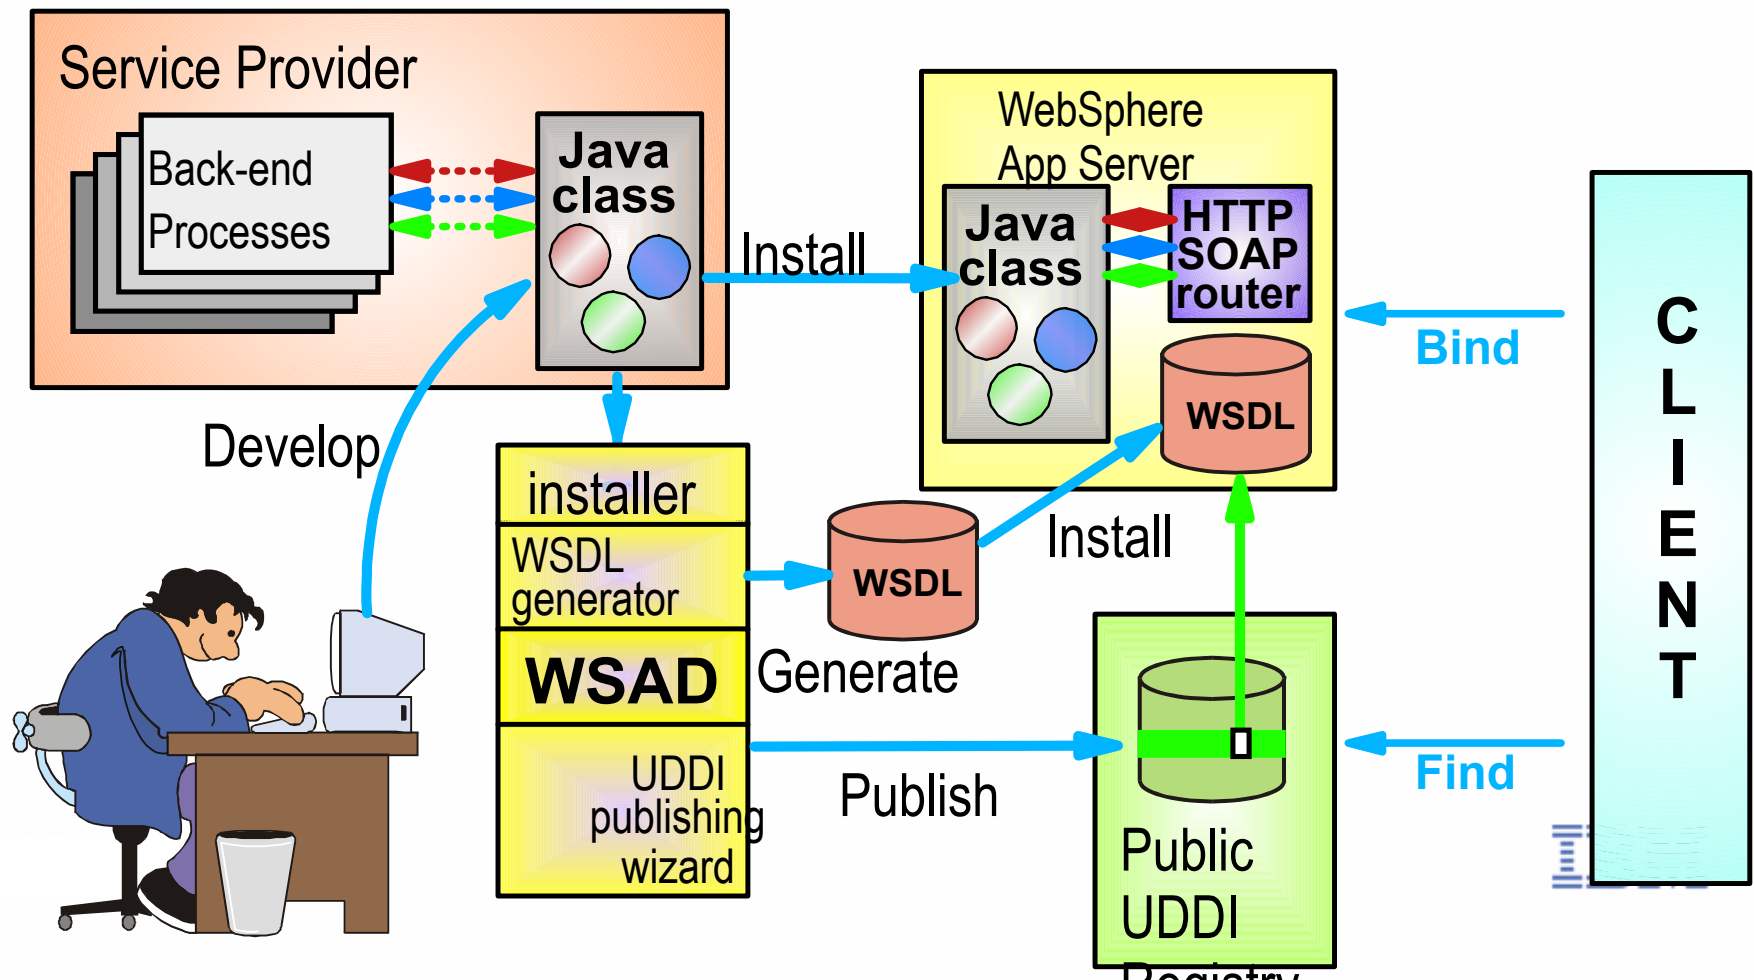 Service Provider
Back-end
Processes
Java
class
Install
WebSphere
App Server
Java
class
HTTP
SOAP
router
WSDL
Bind
C
L
I
E
N
T
Develop
installer
WSDL
generator
WSAD
UDDI
publishing
wizard
WSDL
Generate
Install
Publish
Public
UDDI
Registry
Find